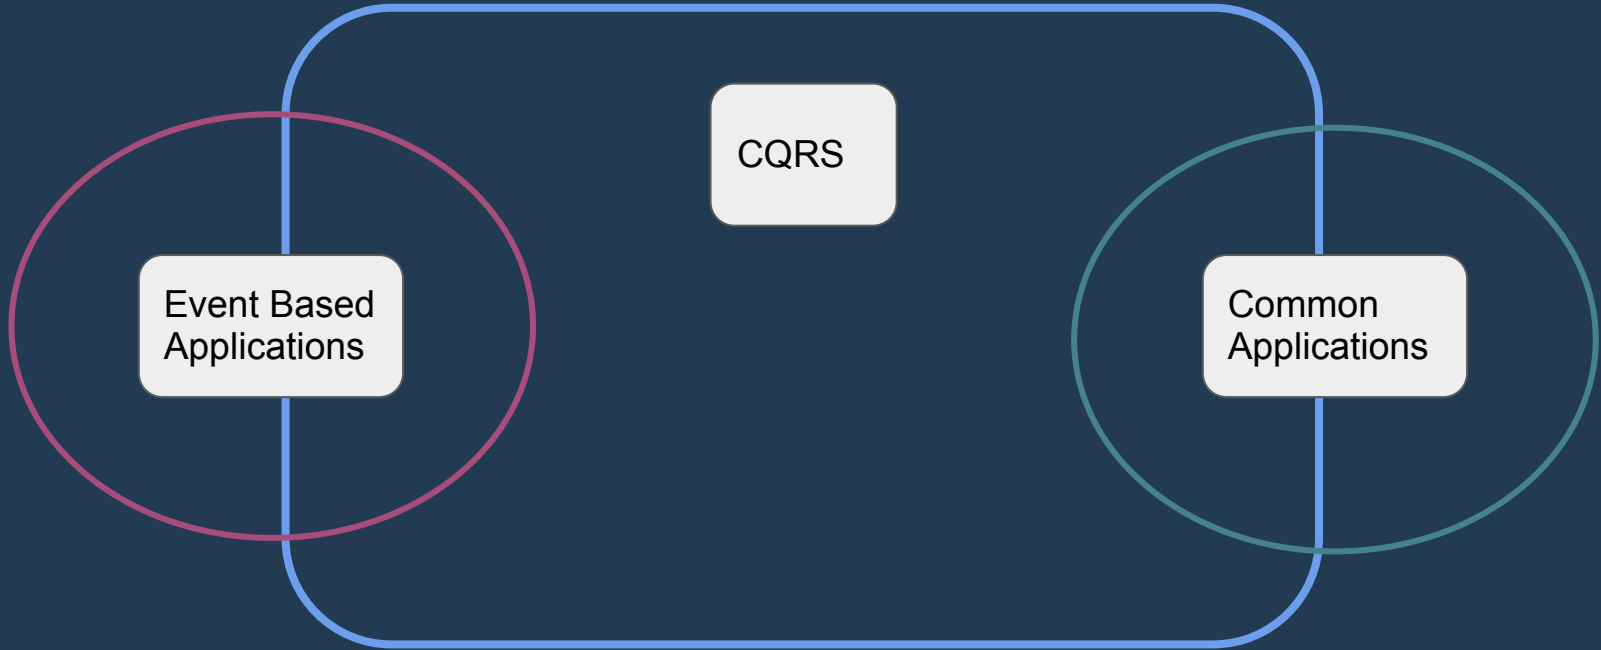 CQRS
Event Based
Applications
Common
Applications